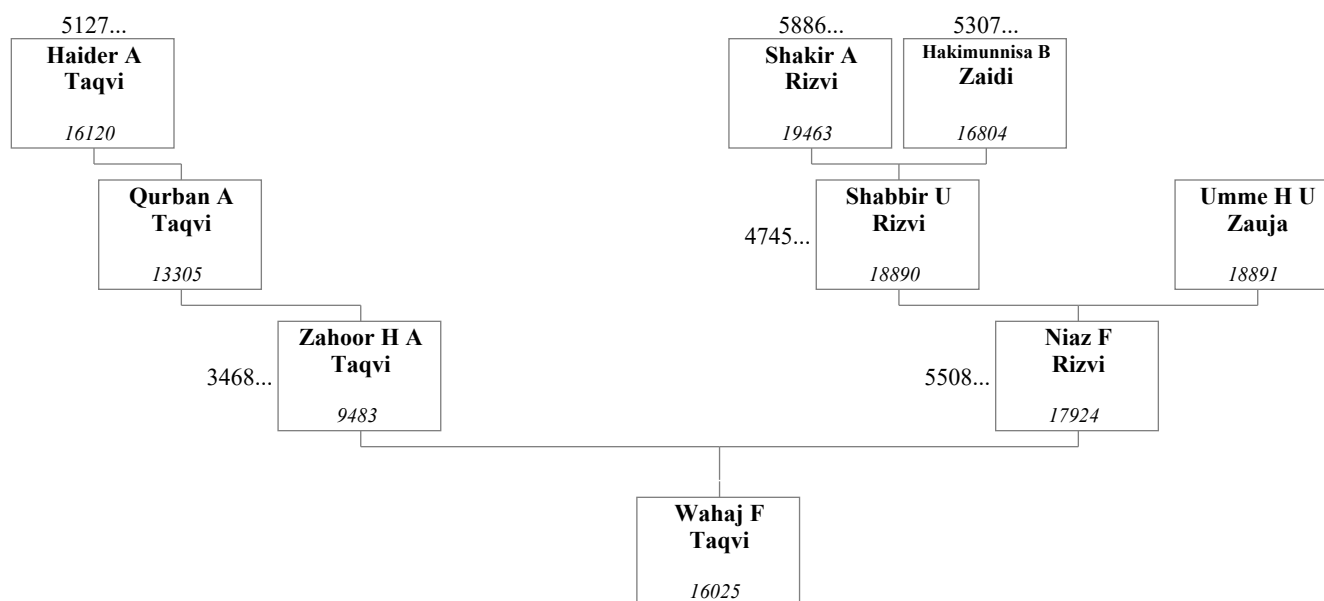 5127...
5886...
5307...
Haider A
Taqvi
16120
Shakir A
Rizvi
19463
Hakimunnisa B
Zaidi
16804
Qurban A
Taqvi
13305
4745...
Shabbir U
Rizvi
18890
Umme H U
Zauja
18891
3468...
Zahoor H A
Taqvi
9483
5508...
Niaz F
Rizvi
17924
Wahaj F
Taqvi
16025